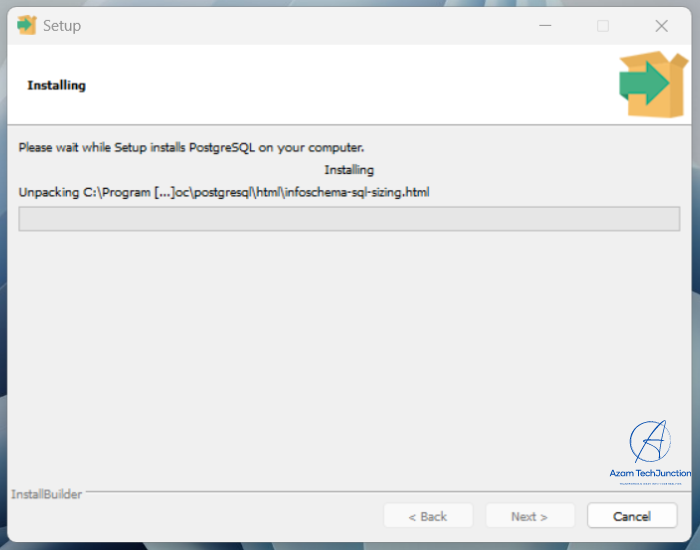 Setup
Installing
Please wait while Setup installs PostgreSQL on your computer.
Installing
Unpacking C:\Program [...]oc\postgresql\html\infoschema-sql-sizing.html
Azam TechJunction
InstallBuilder
< Back
Next >
Cancel